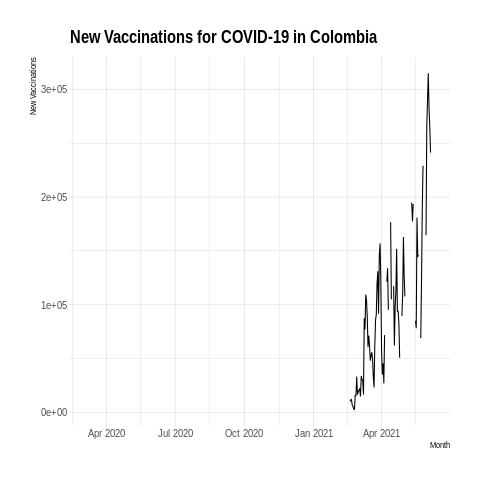 New Vaccinations for COVID-19 in Colombia
New Vaccinations
3e+05
2e+05
1e+05
0e+00
Apr 2020 Jul 2020 Oct 2020 Jan 2021 Apr 2021
Month